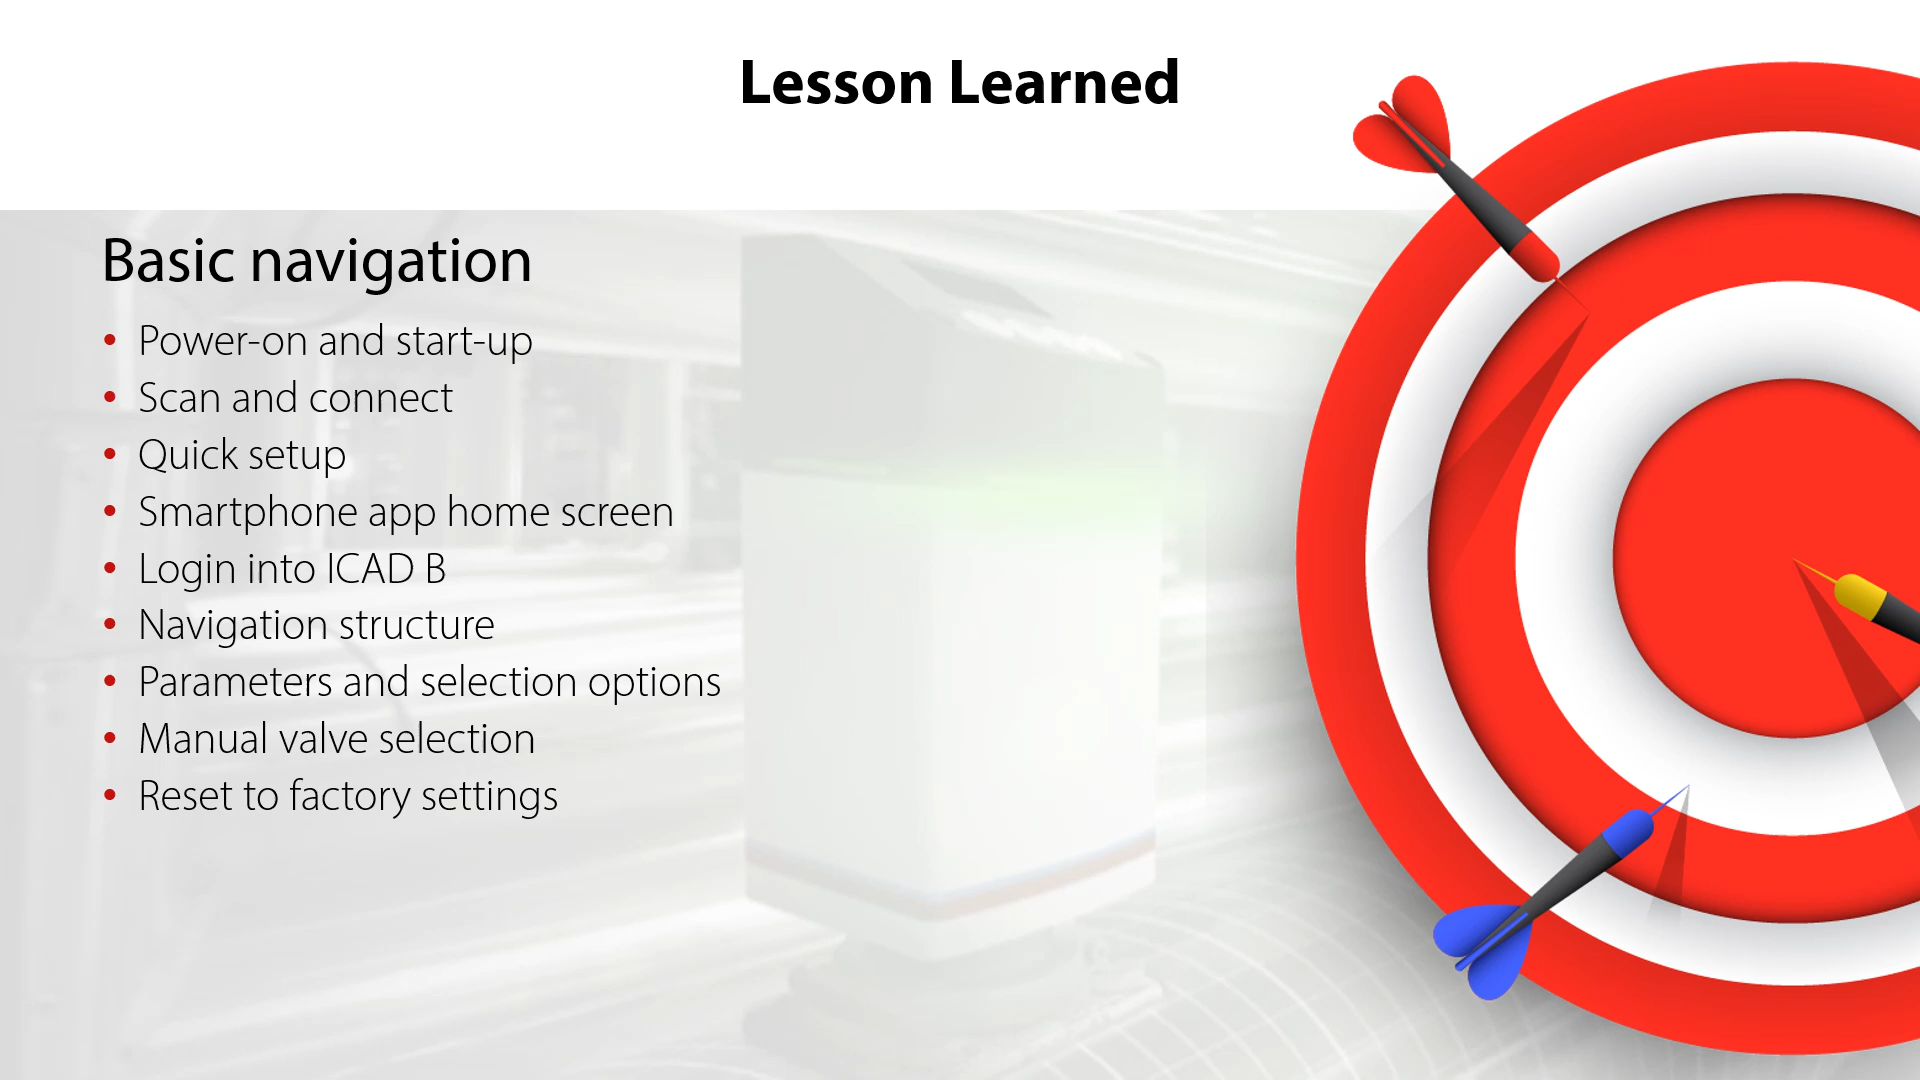 Lesson Learned
Basic navigation
• Power-on and start-up
• Scan and connect
• Quick setup
• Smartphone app home screen
• Login into ICAD B
• Navigation structure
• Parameters and selection options
• Manual valve selection
• Reset to factory settings